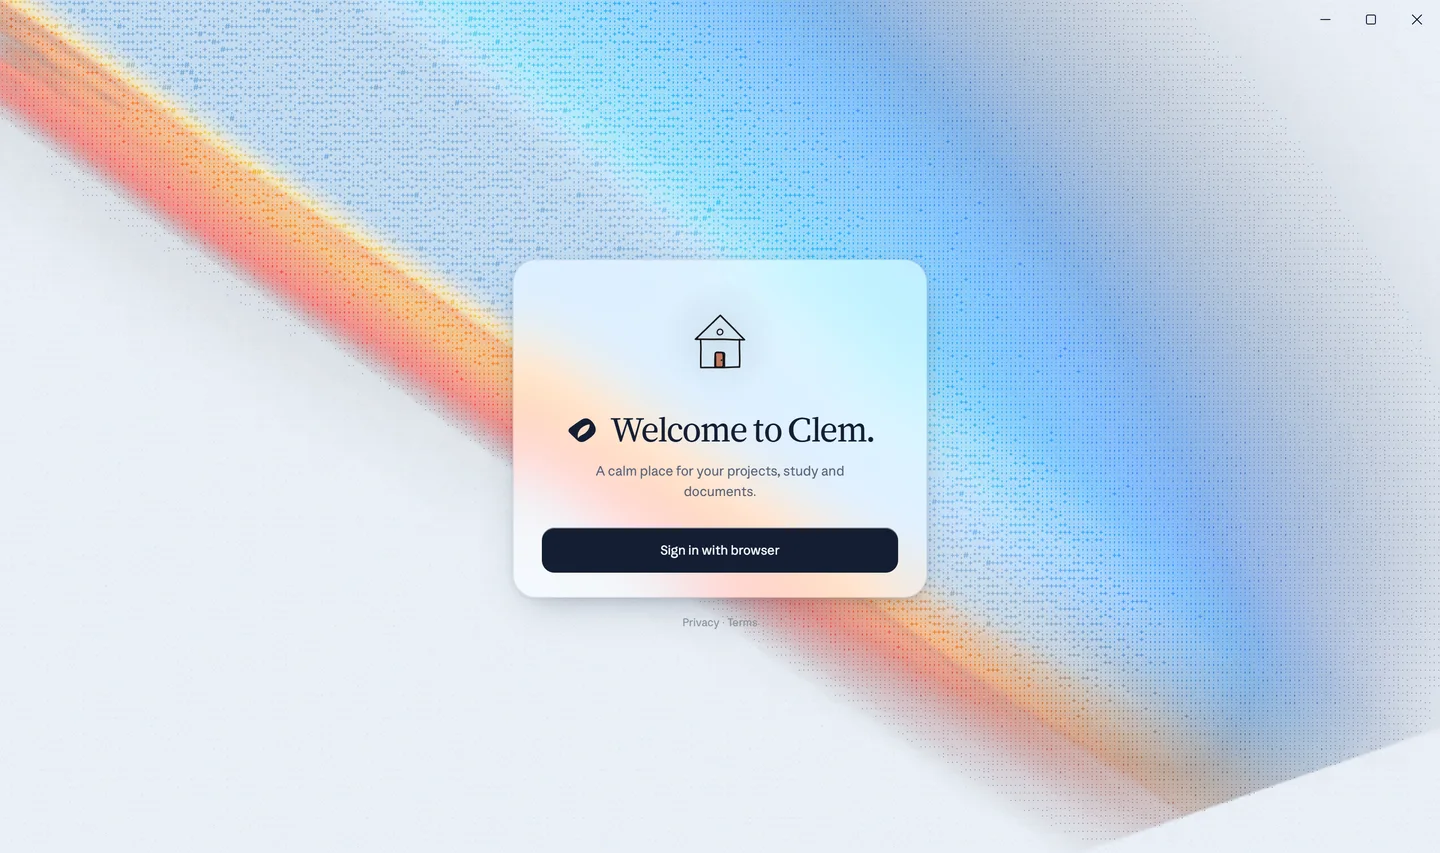 Welcome to Clem.
A calm place for your projects, study and
documents.
Sign in with browser
Privacy · Terms